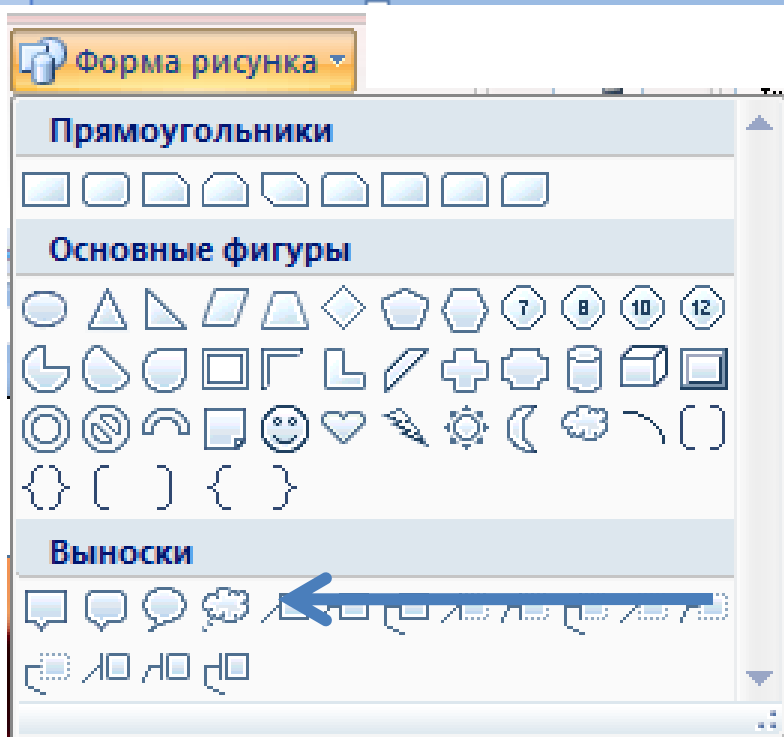 Форма рисунка
Прямоугольники
Основные фигуры
7 8 10 12
Выноски